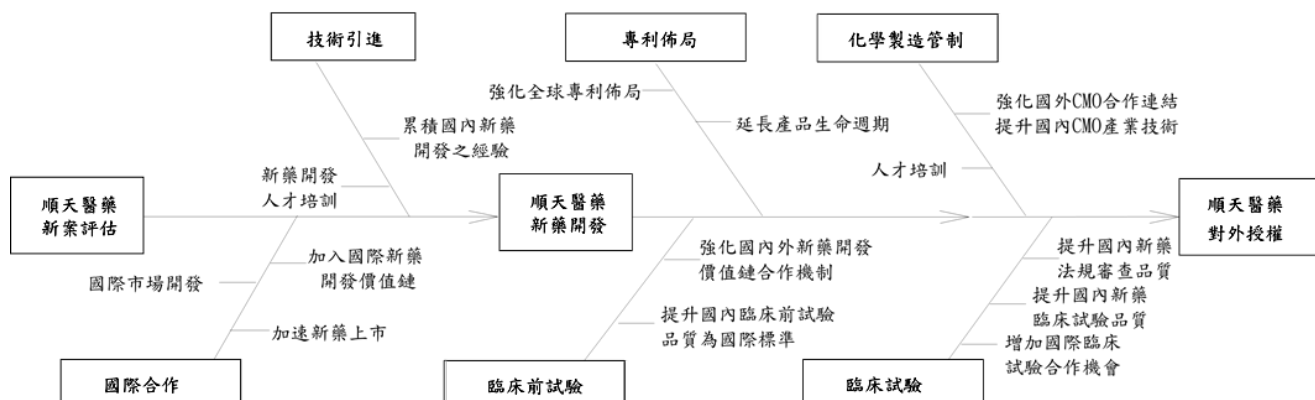 技術引進
專利佈局
化學製造管制
強化全球專利佈局
強化國外CMO合作連結
提升國內CMO產業技術
累積國內新藥
開發之經驗
延長產品生命週期
新藥開發
人才培訓
人才培訓
順天醫藥
新案評估
順天醫藥
新藥開發
順天醫藥
對外授權
加入國際新藥
開發價值鏈
國際市場開發
加速新藥上市
強化國內外新藥開發
價值鏈合作機制
提升國內臨床前試驗
品質為國際標準
提升國內新藥
法規審查品質
提升國內新藥
臨床試驗品質
增加國際臨床
試驗合作機會
國際合作
臨床前試驗
臨床試驗